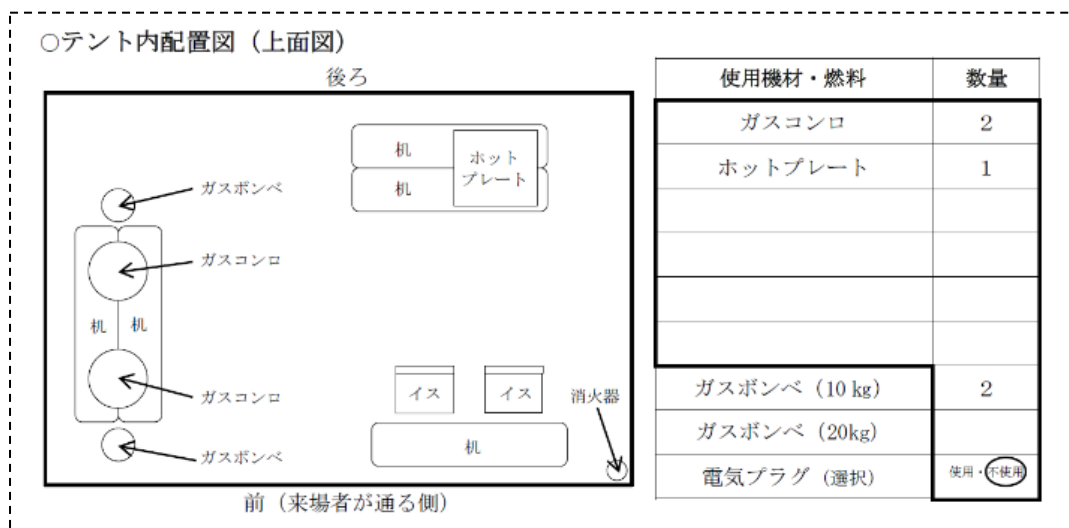 ○テント内配置図（上面図）
後ろ
机
ホット
プレート
机
ガスボンベ
ガスコンロ
机 机
ガスコンロ
ガスボンベ
イス イス
消火器
机
前（来場者が通る側）
使用機材・燃料 数量
ガスコンロ 2
ホットプレート 1
ガスボンベ（10 kg） 2
ガスボンベ（20kg）
電気プラグ（選択） 使用・不使用